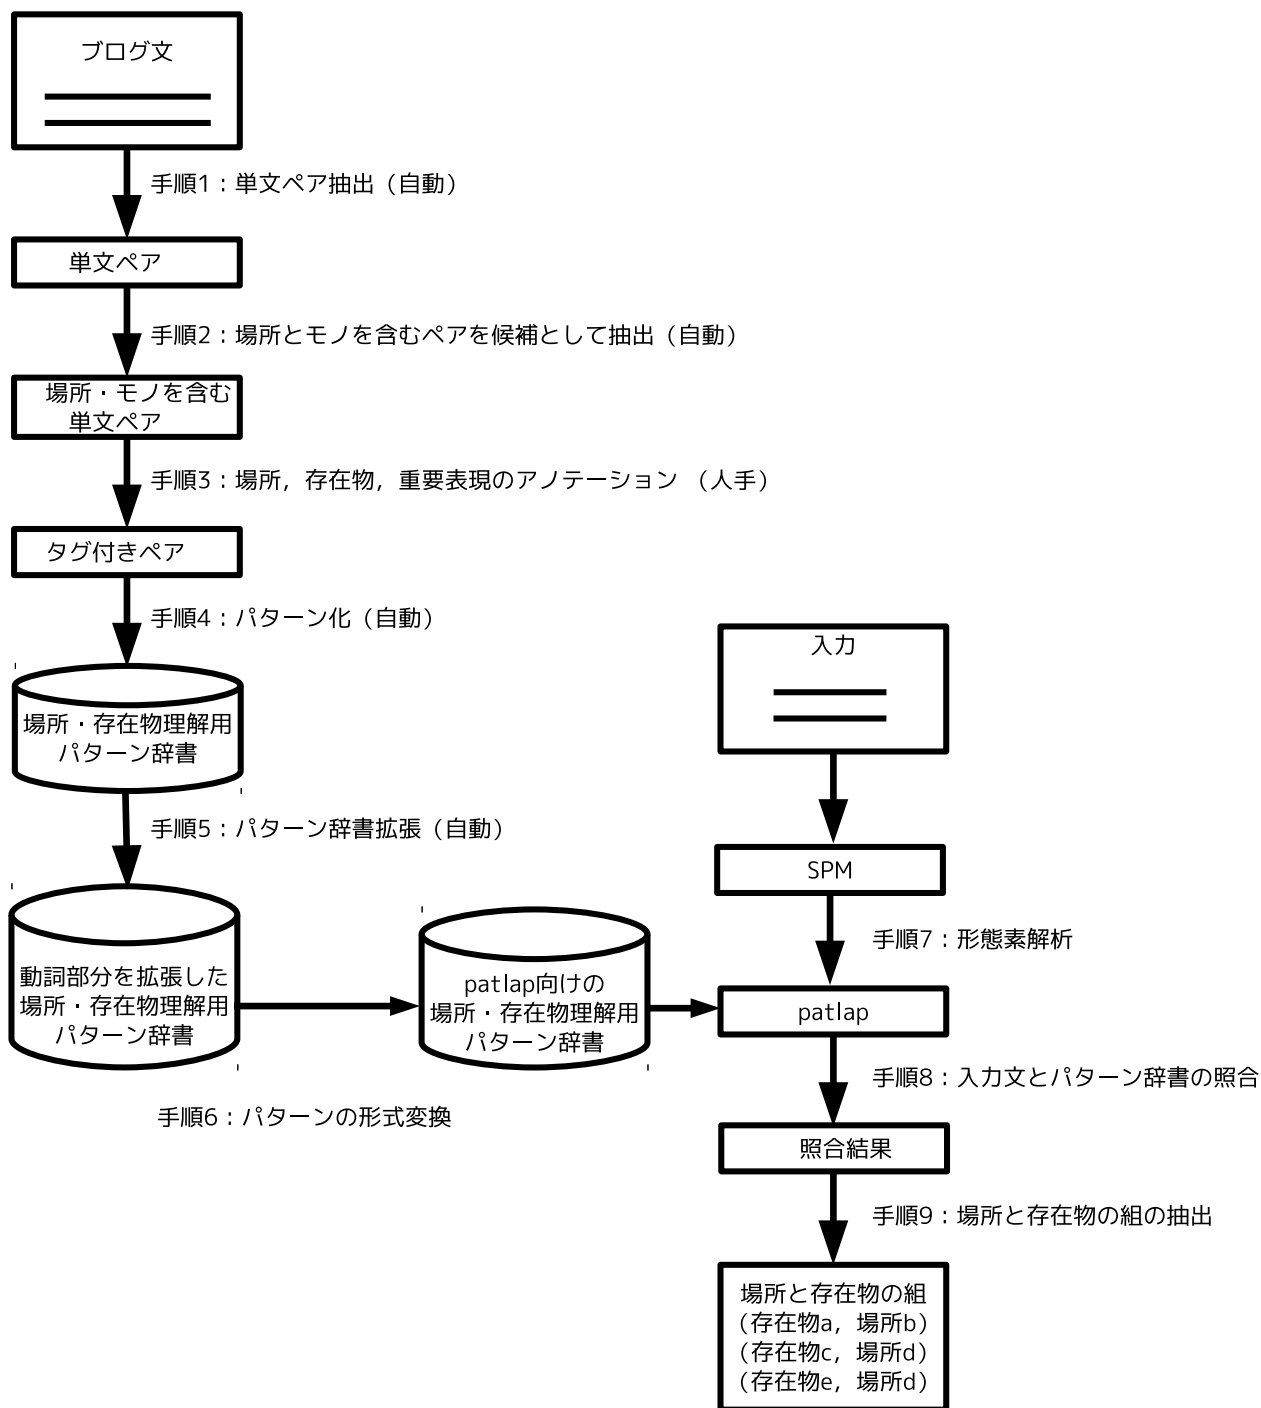 ブログ文
手順1：単文ペア抽出（自動）
単文ペア
手順2：場所とモノを含むペアを候補として抽出（自動）
場所・モノを含む
単文ペア
手順3：場所，存在物，重要表現のアノテーション （人手）
タグ付きペア
手順4：パターン化（自動）
場所・存在物理解用
パターン辞書
手順5：パターン辞書拡張（自動）
動詞部分を拡張した
場所・存在物理解用
パターン辞書
手順6：パターンの形式変換
patlap向けの
場所・存在物理解用
パターン辞書
入力
SPM
手順7：形態素解析
patlap
手順8：入力文とパターン辞書の照合
照合結果
手順9：場所と存在物の組の抽出
場所と存在物の組
（存在物a，場所b）
（存在物c，場所d）
（存在物e，場所d）